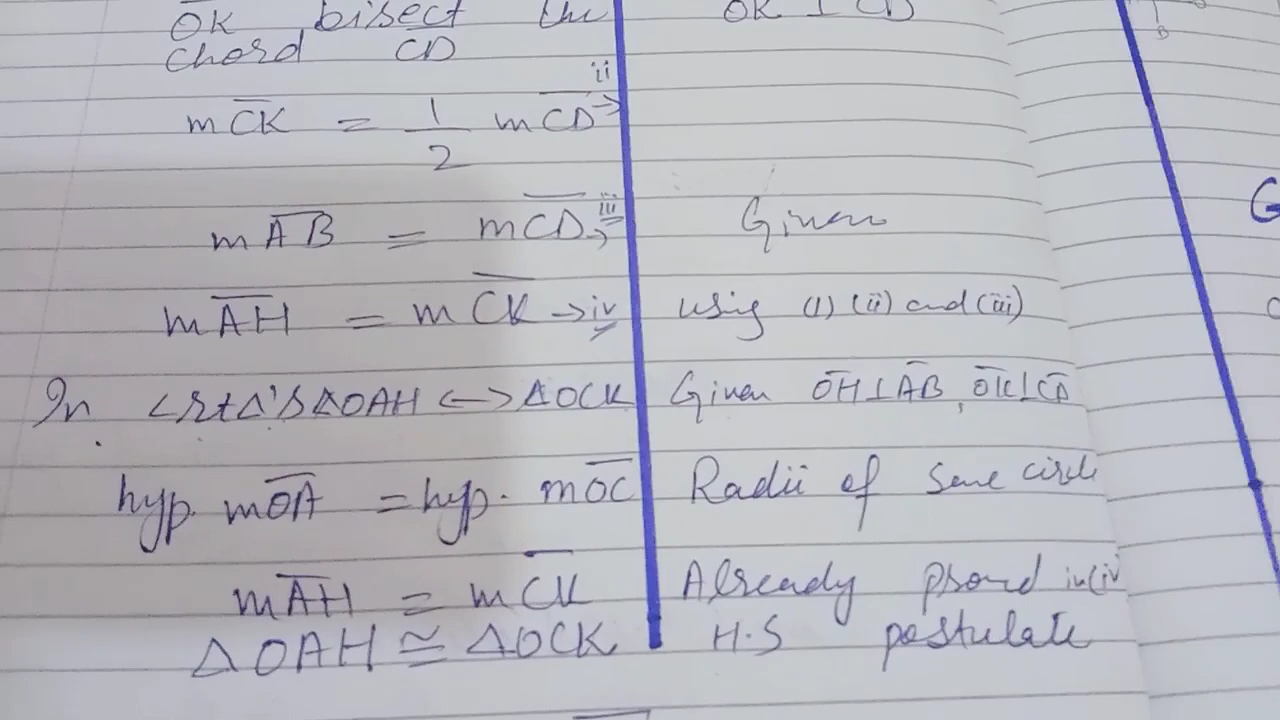 OK bisect the OK ⊥ CD
chord CD
ii
mCK = 1/2 mCD →
mAB = mCD → iii Given
mAH = mCK → iv using (1) (ii) and (iii)
In <rt Δ's ΔOAH <-> ΔOCK Given OH ⊥ AB, OK ⊥ CD
hyp. mOA = hyp. mOC Radii of same circle
mAH = mCK Already proved in (iv
ΔOAH ≅ ΔOCK H.S postulate
G